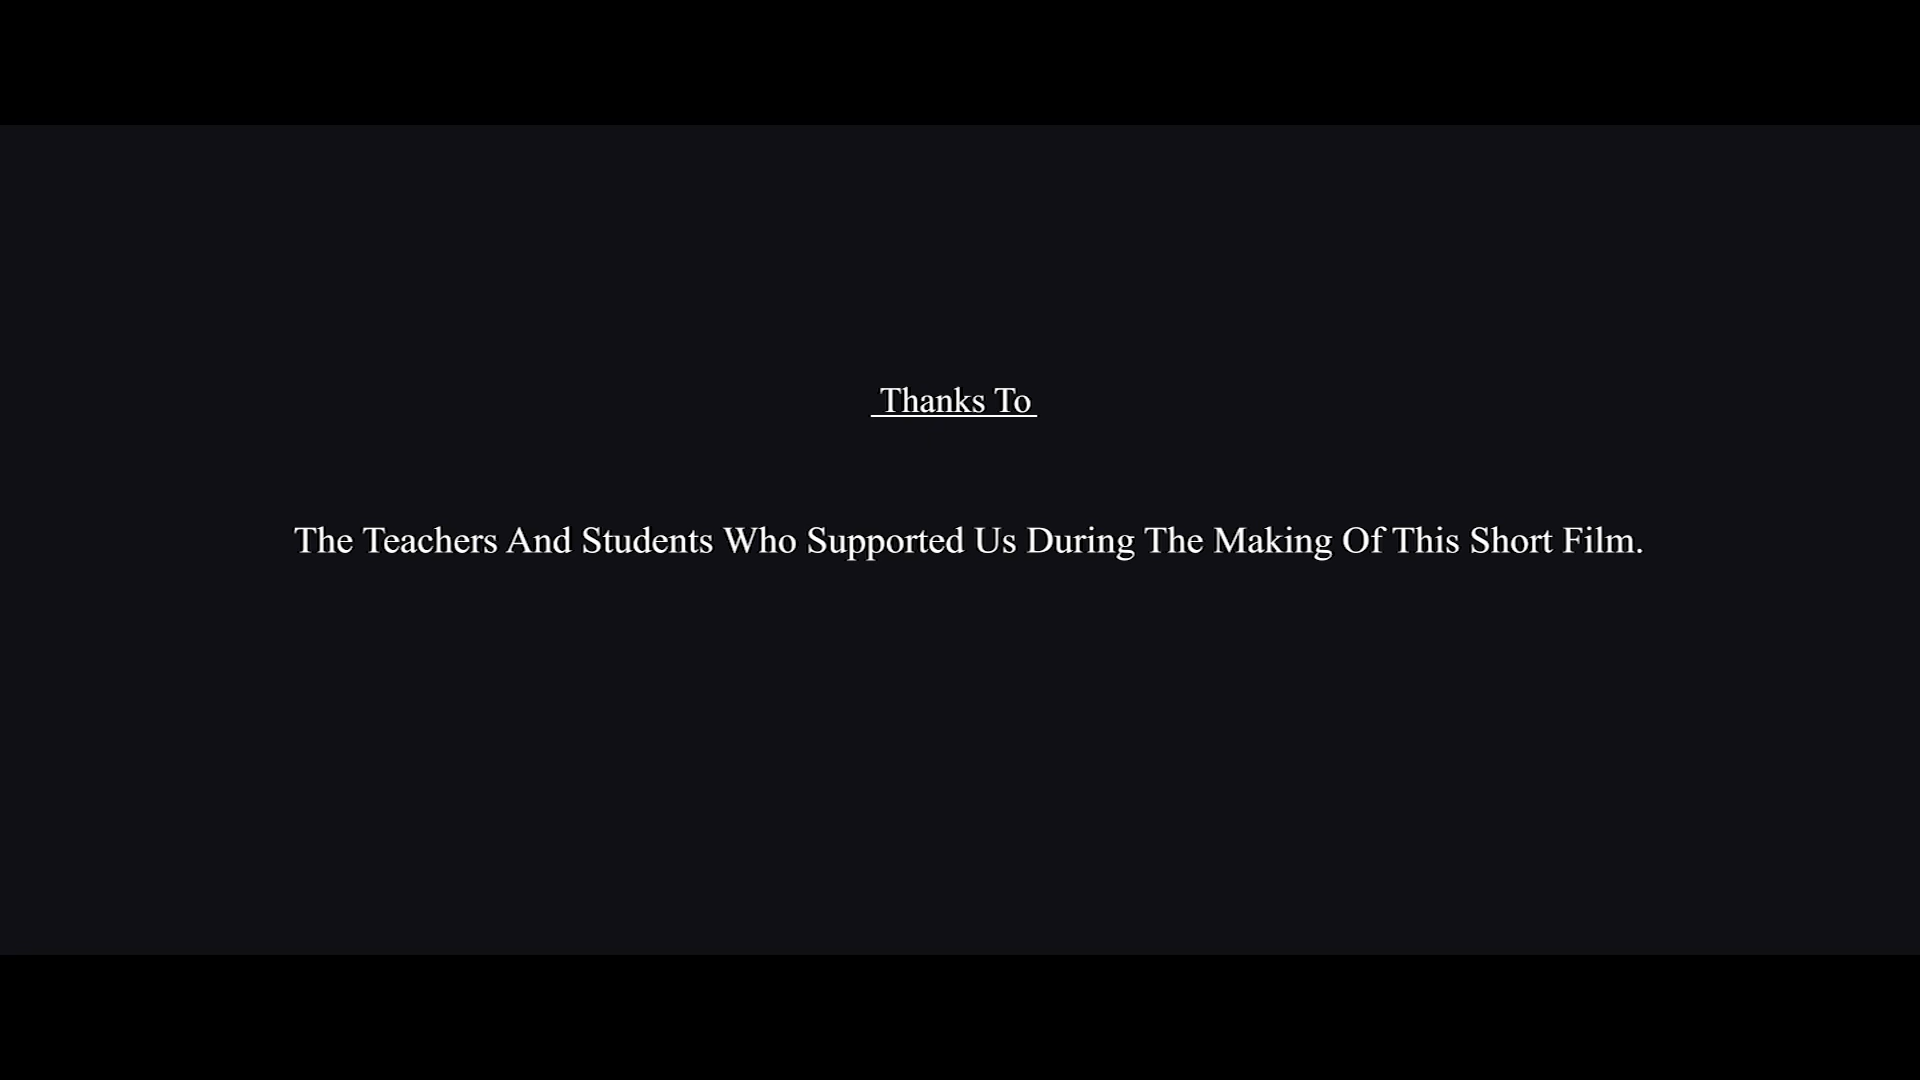 Thanks To
The Teachers And Students Who Supported Us During The Making Of This Short Film.